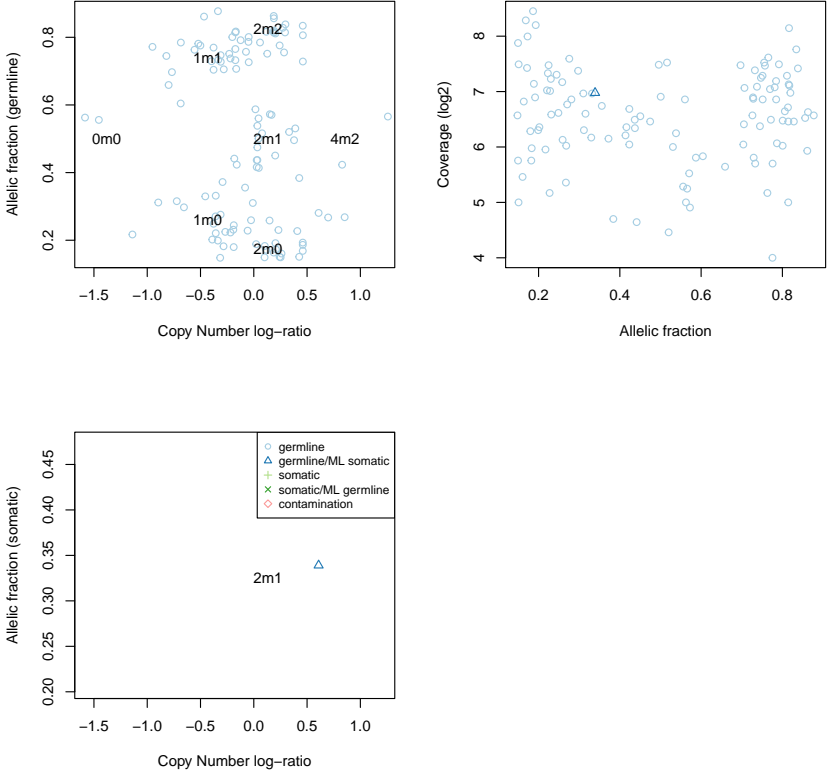 0.8
0.6
0.4
0.2
Allelic fraction (germline)
2m2
1m1
0m0
2m1
4m2
1m0
2m0
−1.5 −1.0 −0.5 0.0 0.5 1.0
Copy Number log−ratio
8
7
6
5
4
Coverage (log2)
0.2 0.4 0.6 0.8
Allelic fraction
0.45
0.40
0.35
0.30
0.25
0.20
Allelic fraction (somatic)
germline
germline/ML somatic
somatic
somatic/ML germline
contamination
2m1
−1.5 −1.0 −0.5 0.0 0.5 1.0
Copy Number log−ratio